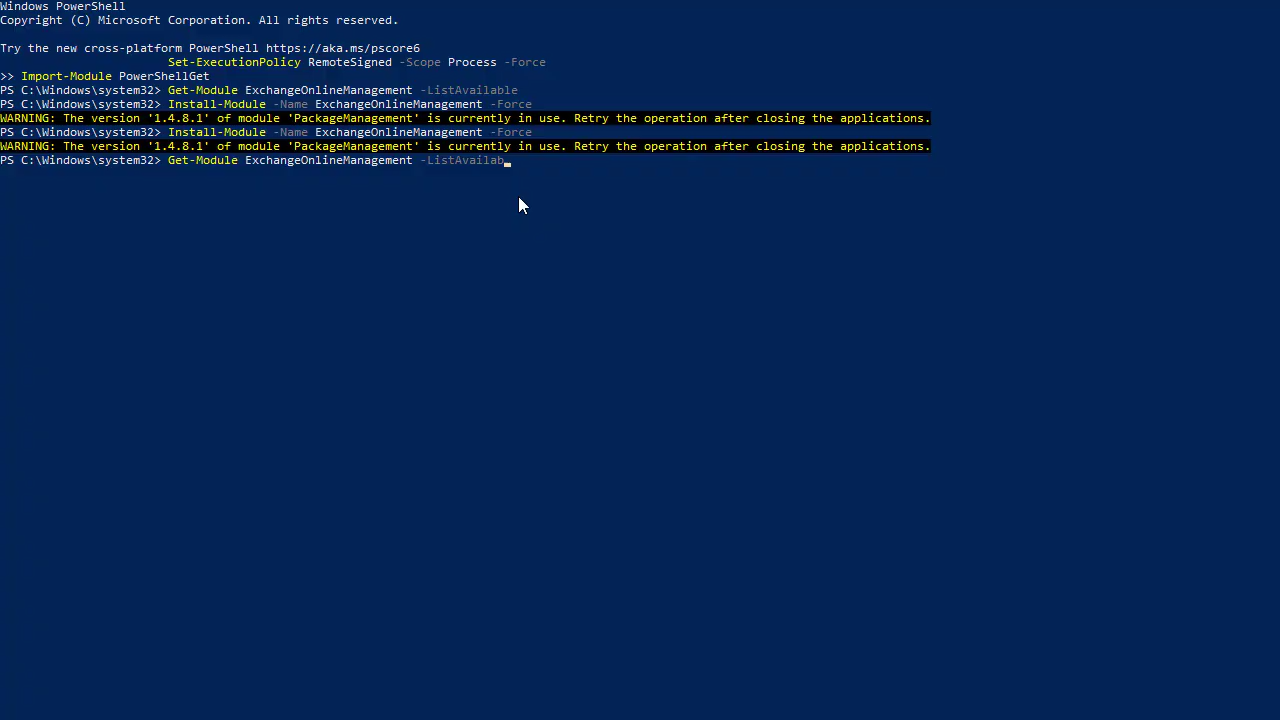 Windows PowerShell
Copyright (C) Microsoft Corporation. All rights reserved.
Try the new cross-platform PowerShell https://aka.ms/pscore6
Set-ExecutionPolicy RemoteSigned -Scope Process -Force
>> Import-Module PowerShellGet
PS C:\Windows\system32> Get-Module ExchangeOnlineManagement -ListAvailable
PS C:\Windows\system32> Install-Module -Name ExchangeOnlineManagement -Force
WARNING: The version '1.4.8.1' of module 'PackageManagement' is currently in use. Retry the operation after closing the applications.
PS C:\Windows\system32> Install-Module -Name ExchangeOnlineManagement -Force
WARNING: The version '1.4.8.1' of module 'PackageManagement' is currently in use. Retry the operation after closing the applications.
PS C:\Windows\system32> Get-Module ExchangeOnlineManagement -ListAvailab